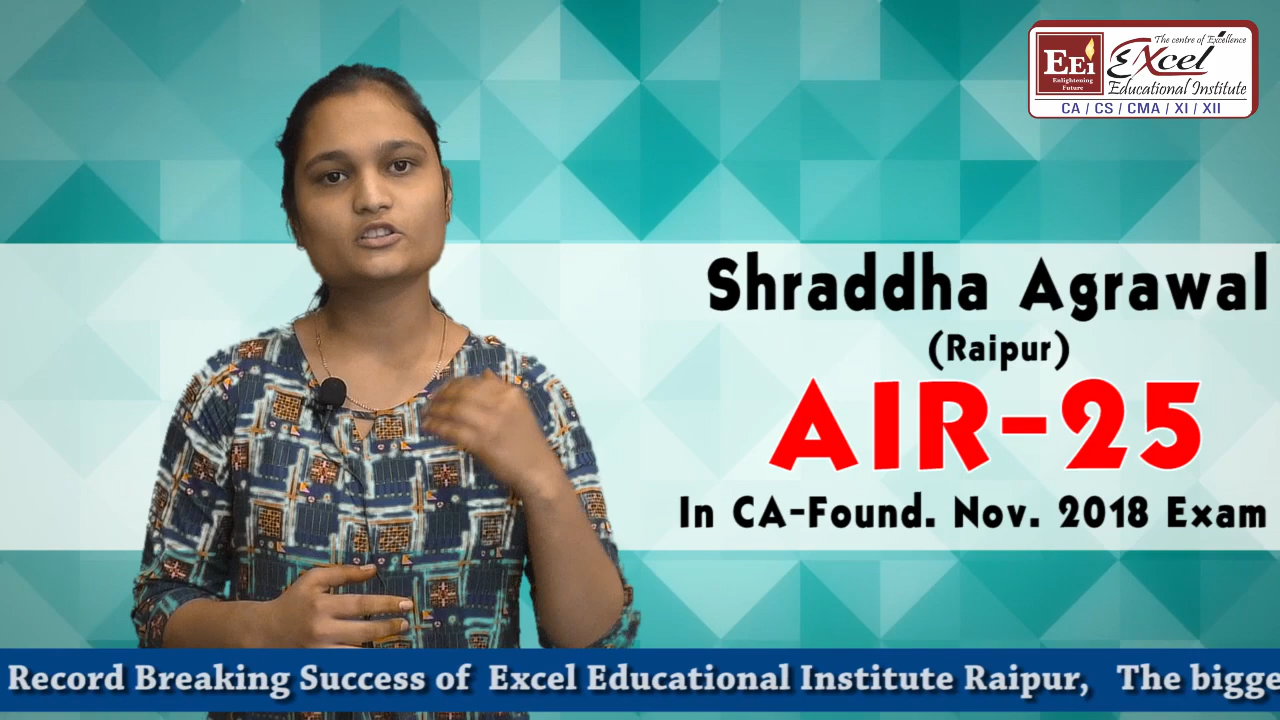 The centre of Excellence
EEi
Excel
Enlightening
Future
Educational Institute
CA / CS / CMA / XI / XII
Shraddha Agrawal
(Raipur)
AIR-25
In CA-Found. Nov. 2018 Exam
Record Breaking Success of Excel Educational Institute Raipur, The bigge